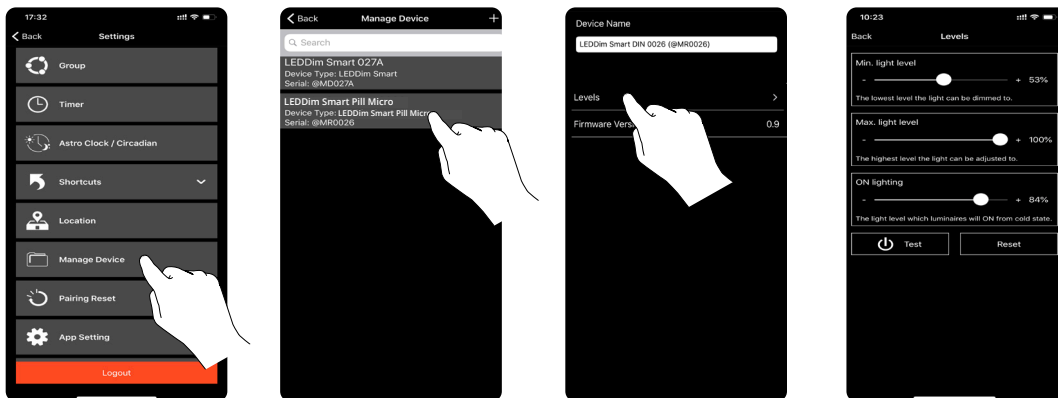 17:32
Back Settings
Group
Timer
Astro Clock / Circadian
Shortcuts
Location
Manage Device
Pairing Reset
App Setting
Logout
Back Manage Device +
Search
LEDDim Smart 027A
Device Type: LEDDim Smart
Serial: @MD027A
LEDDim Smart Pill Micro
Device Type: LEDDim Smart Pill Micro
Serial: @MR0026
Device Name
LEDDim Smart DIN 0026 (@MR0026)
Levels >
Firmware Vers 0.9
10:23
Back Levels
Min. light level
- + 53%
The lowest level the light can be dimmed to.
Max. light level
- + 100%
The highest level the light can be adjusted to.
ON lighting
- + 84%
The light level which luminaires will ON from cold state.
Test Reset